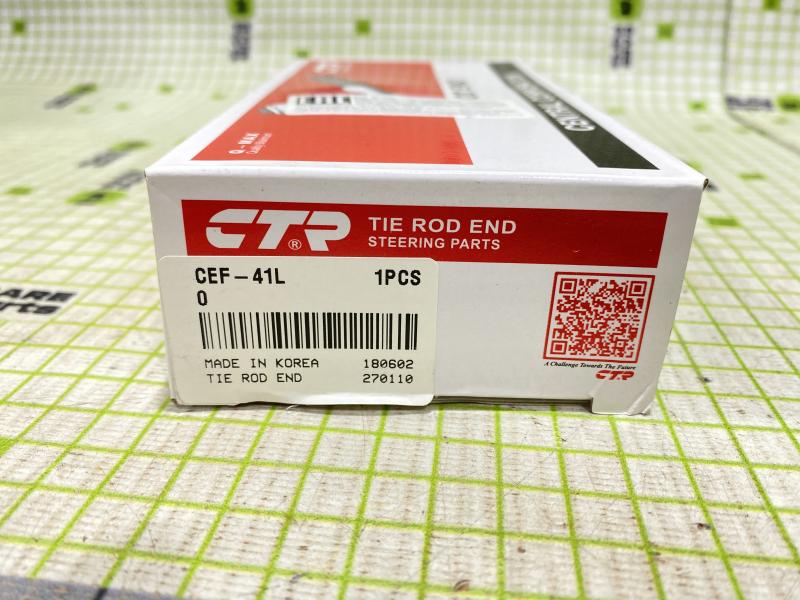 Q-MAX
CTR® TIE ROD END
STEERING PARTS
CEF-41L 1PCS
0
MADE IN KOREA 180602
TIE ROD END 270110
A Challenge Towards The Future
CTR